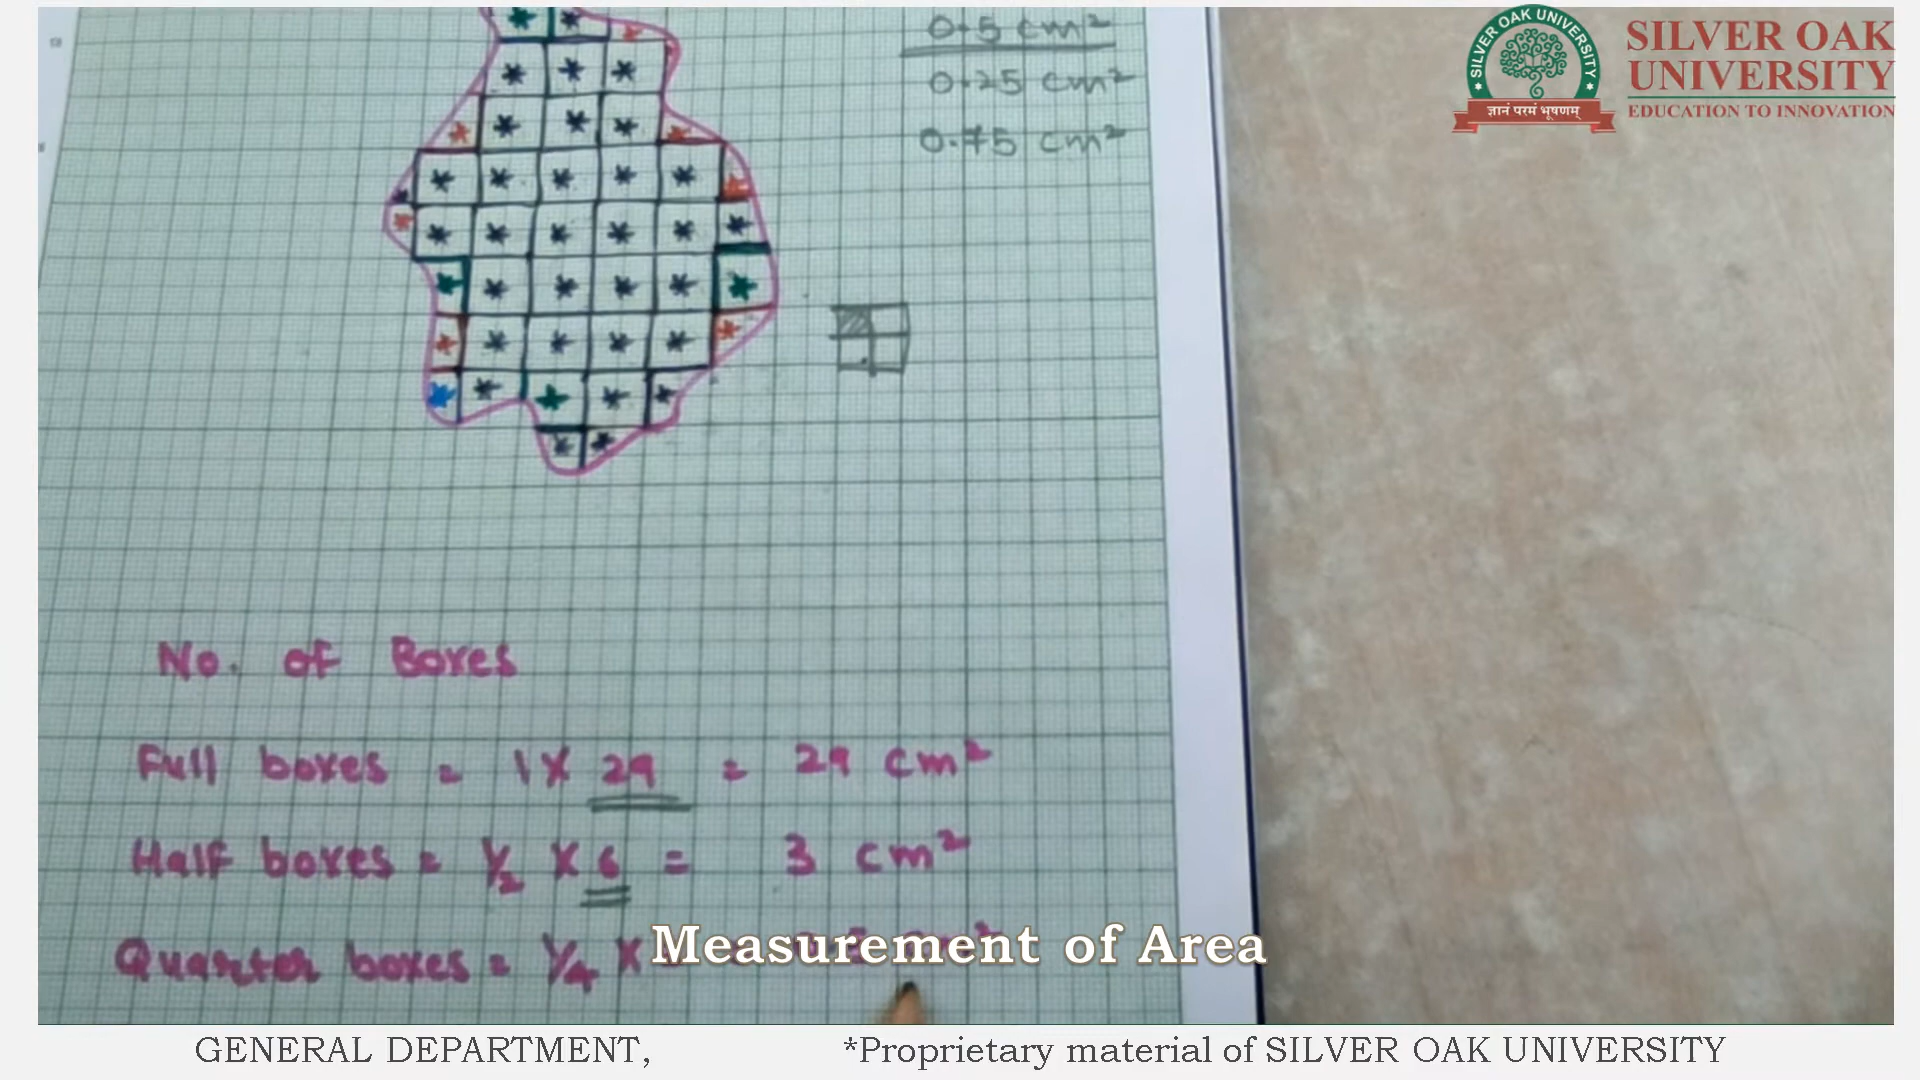 0.5 cm²
0.25 cm²
0.75 cm²
SILVER OAK UNIVERSITY
ज्ञानं परमं भूषणम्
SILVER OAK
UNIVERSITY
EDUCATION TO INNOVATION
No. of Boxes
Full boxes = 1 X 29 = 29 cm²
Half boxes = 1/2 X 6 = 3 cm²
Quarter boxes = 1/4 X
Measurement of Area
GENERAL DEPARTMENT,
*Proprietary material of SILVER OAK UNIVERSITY